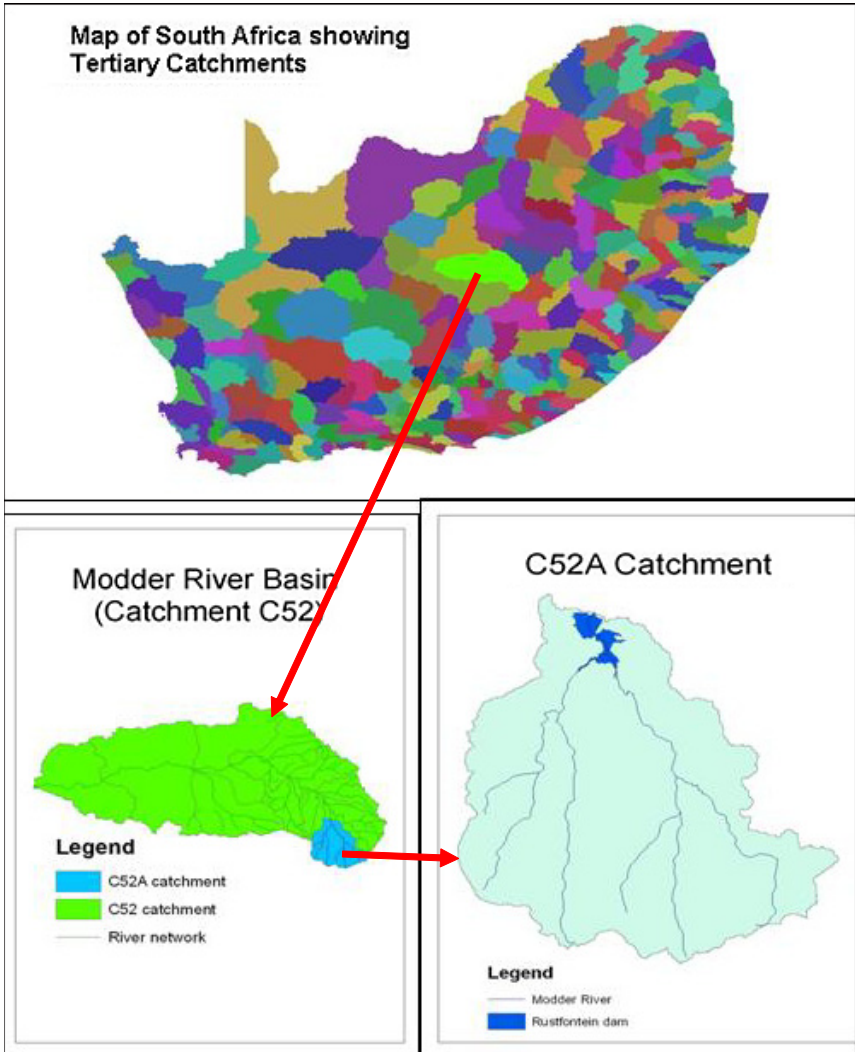 Map of South Africa showing
Tertiary Catchments
Modder River Basin
(Catchment C52)
Legend
C52A catchment
C52 catchment
River network
C52A Catchment
Legend
Modder River
Rustfontein dam